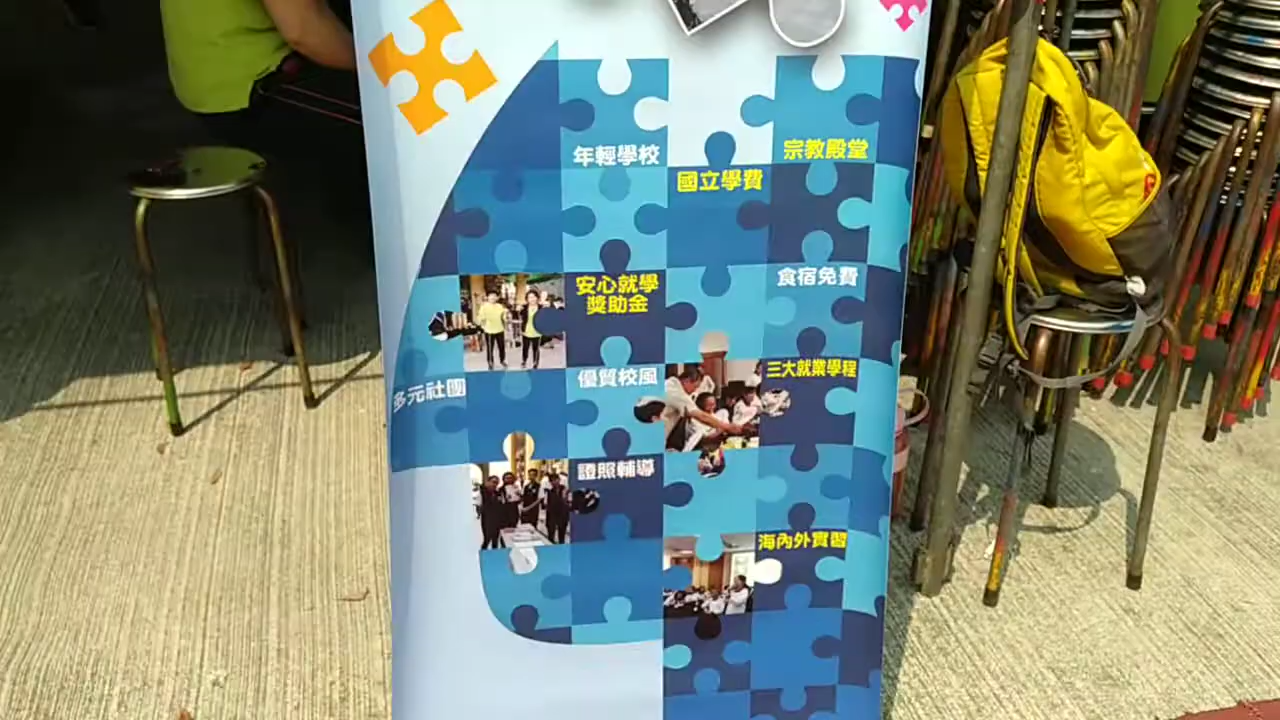 年輕學校
宗教殿堂
國立學費
安心就學
獎助金
食宿免費
多元社團
優質校風
三大就業學程
證照輔導
海內外實習